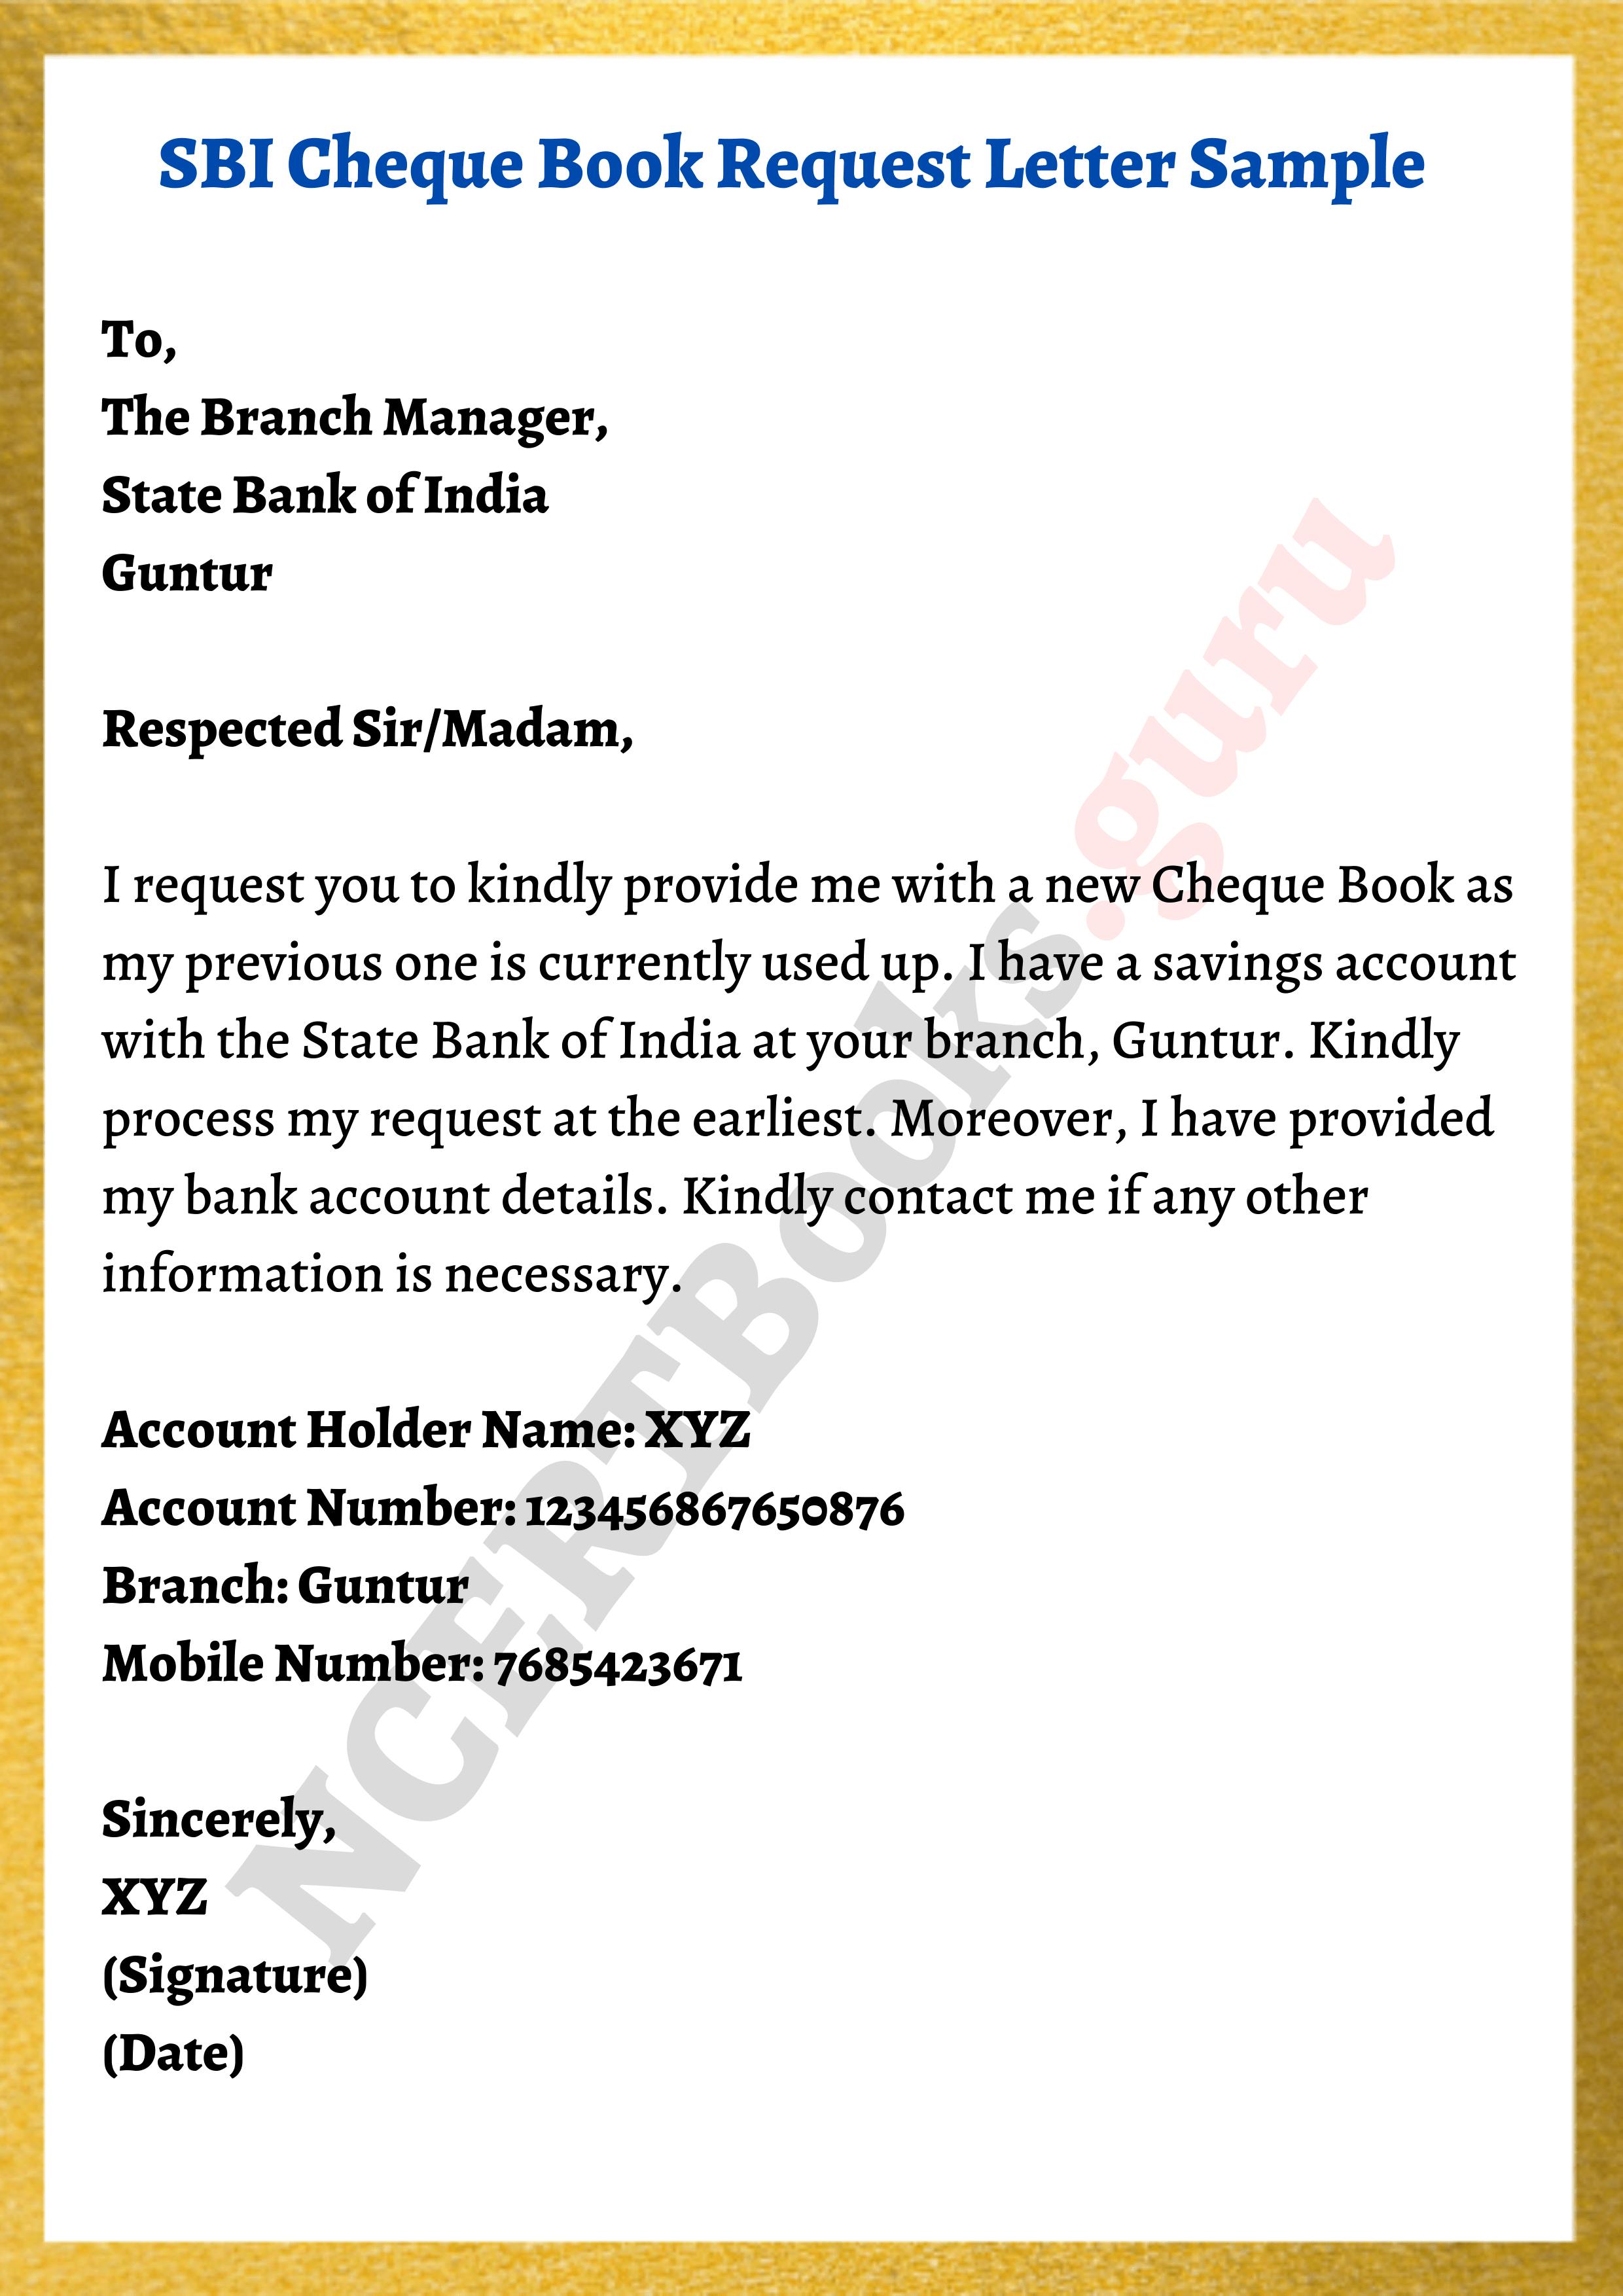 SBI Cheque Book Request Letter Sample
To,
The Branch Manager,
State Bank of India
Guntur
Respected Sir/Madam,
I request you to kindly provide me with a new Cheque Book as
my previous one is currently used up. I have a savings account
with the State Bank of India at your branch, Guntur. Kindly
process my request at the earliest. Moreover, I have provided
my bank account details. Kindly contact me if any other
information is necessary.
Account Holder Name: XYZ
Account Number: 123456867650876
Branch: Guntur
Mobile Number: 7685423671
Sincerely,
XYZ
(Signature)
(Date)
NCERTBooks.guru